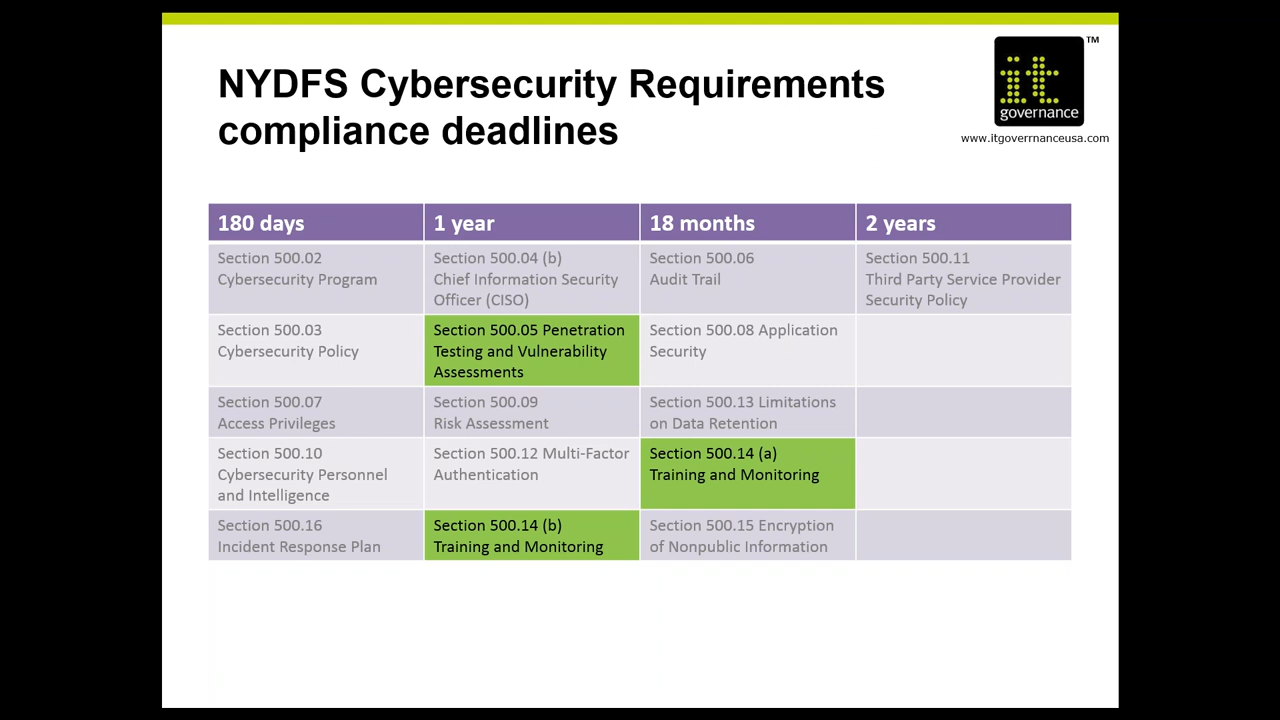 NYDFS Cybersecurity Requirements
compliance deadlines
it
governance
TM
www.itgoverrnanceusa.com
180 days
1 year
18 months
2 years
Section 500.02
Cybersecurity Program
Section 500.04 (b)
Chief Information Security
Officer (CISO)
Section 500.06
Audit Trail
Section 500.11
Third Party Service Provider
Security Policy
Section 500.03
Cybersecurity Policy
Section 500.05 Penetration
Testing and Vulnerability
Assessments
Section 500.08 Application
Security
Section 500.07
Access Privileges
Section 500.09
Risk Assessment
Section 500.13 Limitations
on Data Retention
Section 500.10
Cybersecurity Personnel
and Intelligence
Section 500.12 Multi-Factor
Authentication
Section 500.14 (a)
Training and Monitoring
Section 500.16
Incident Response Plan
Section 500.14 (b)
Training and Monitoring
Section 500.15 Encryption
of Nonpublic Information